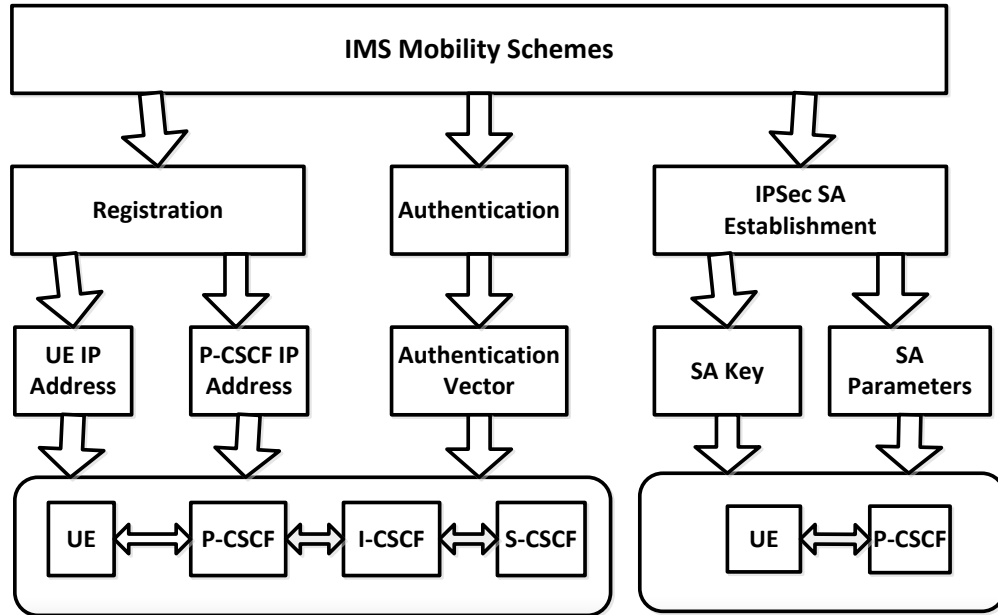 IMS Mobility Schemes
Registration
Authentication
IPSec SA
Establishment
UE IP
Address
P-CSCF IP
Address
Authentication
Vector
SA Key
SA
Parameters
UE
P-CSCF
I-CSCF
S-CSCF
UE
P-CSCF